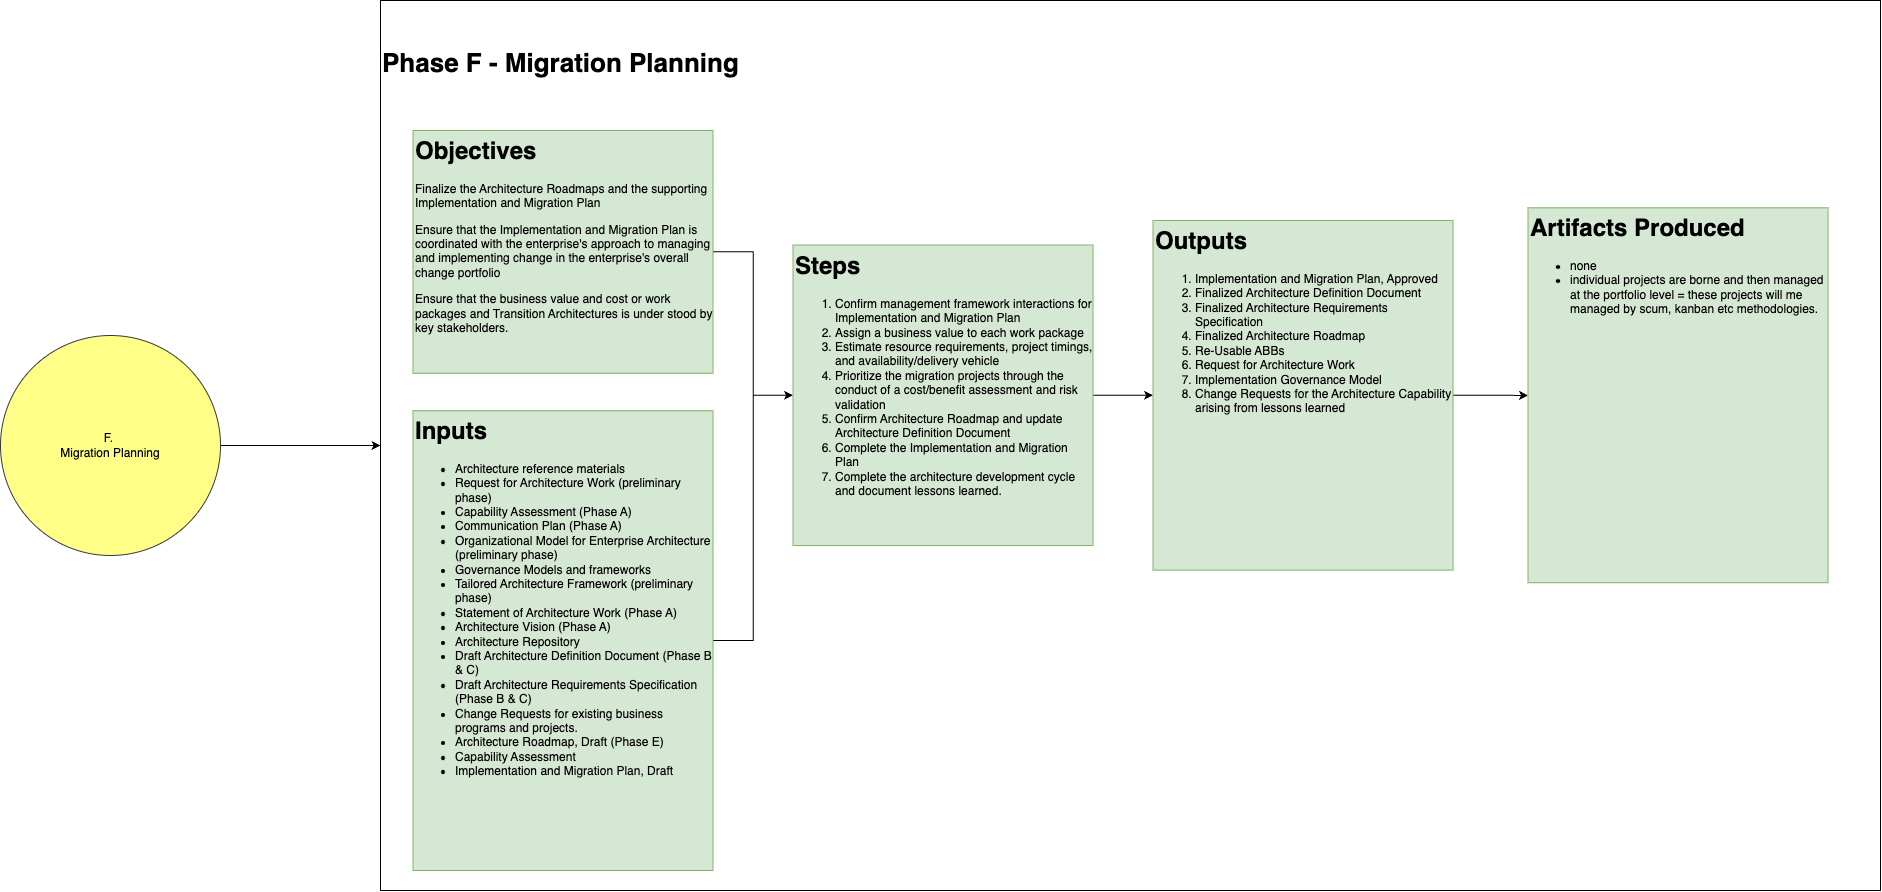 Phase F - Migration Planning
F.
Migration Planning
Objectives
Finalize the Architecture Roadmaps and the supporting
Implementation and Migration Plan
Ensure that the Implementation and Migration Plan is
coordinated with the enterprise's approach to managing
and implementing change in the enterprise's overall
change portfolio
Ensure that the business value and cost or work
packages and Transition Architectures is under stood by
key stakeholders.
Inputs
• Architecture reference materials
• Request for Architecture Work (preliminary
phase)
• Capability Assessment (Phase A)
• Communication Plan (Phase A)
• Organizational Model for Enterprise Architecture
(preliminary phase)
• Governance Models and frameworks
• Tailored Architecture Framework (preliminary
phase)
• Statement of Architecture Work (Phase A)
• Architecture Vision (Phase A)
• Architecture Repository
• Draft Architecture Definition Document (Phase B
& C)
• Draft Architecture Requirements Specification
(Phase B & C)
• Change Requests for existing business
programs and projects.
• Architecture Roadmap, Draft (Phase E)
• Capability Assessment
• Implementation and Migration Plan, Draft
Steps
1. Confirm management framework interactions for
Implementation and Migration Plan
2. Assign a business value to each work package
3. Estimate resource requirements, project timings,
and availability/delivery vehicle
4. Prioritize the migration projects through the
conduct of a cost/benefit assessment and risk
validation
5. Confirm Architecture Roadmap and update
Architecture Definition Document
6. Complete the Implementation and Migration
Plan
7. Complete the architecture development cycle
and document lessons learned.
Outputs
1. Implementation and Migration Plan, Approved
2. Finalized Architecture Definition Document
3. Finalized Architecture Requirements
Specification
4. Finalized Architecture Roadmap
5. Re-Usable ABBs
6. Request for Architecture Work
7. Implementation Governance Model
8. Change Requests for the Architecture Capability
arising from lessons learned
Artifacts Produced
• none
• individual projects are borne and then managed
at the portfolio level = these projects will me
managed by scum, kanban etc methodologies.